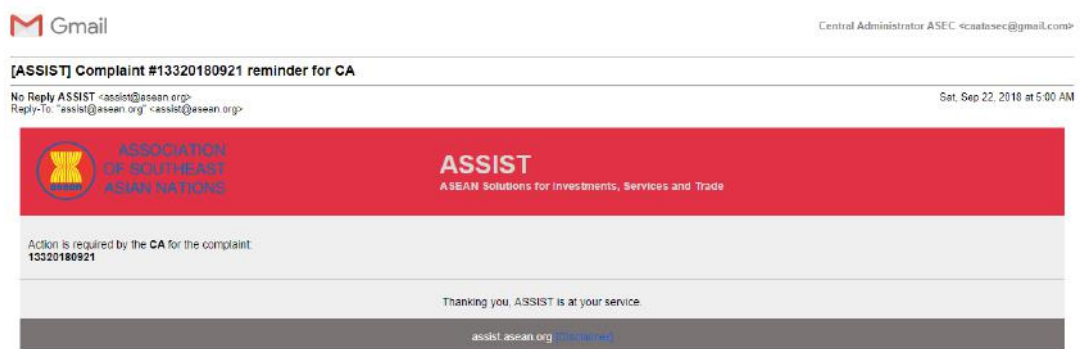 Gmail
Central Administrator ASEC <caatasec@gmail.com>
[ASSIST] Complaint #13320180921 reminder for CA
No Reply ASSIST <assist@asean.org>
Sat, Sep 22, 2018 at 5:00 AM
Reply-To: "assist@asean.org" <assist@asean.org>
ASSOCIATION
OF SOUTHEAST
ASIAN NATIONS
asean
ASSIST
ASEAN Solutions for Investments, Services and Trade
Action is required by the CA for the complaint:
13320180921
Thanking you, ASSIST is at your service.
assist.asean.org [Disclaimer]